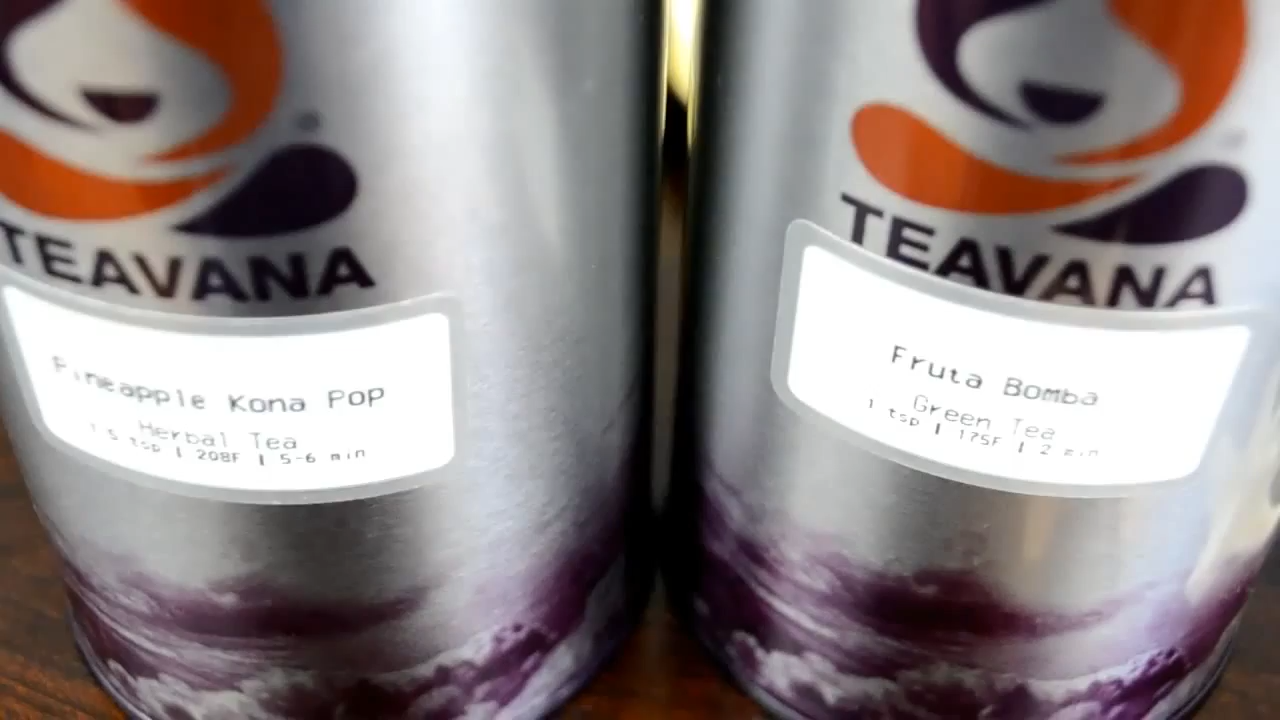 TEAVANA
Pineapple Kona Pop
Herbal Tea
1.5 tsp | 208F | 5-6 min
TEAVANA
Fruta Bomba
Green Tea
1 tsp | 175F | 2 min